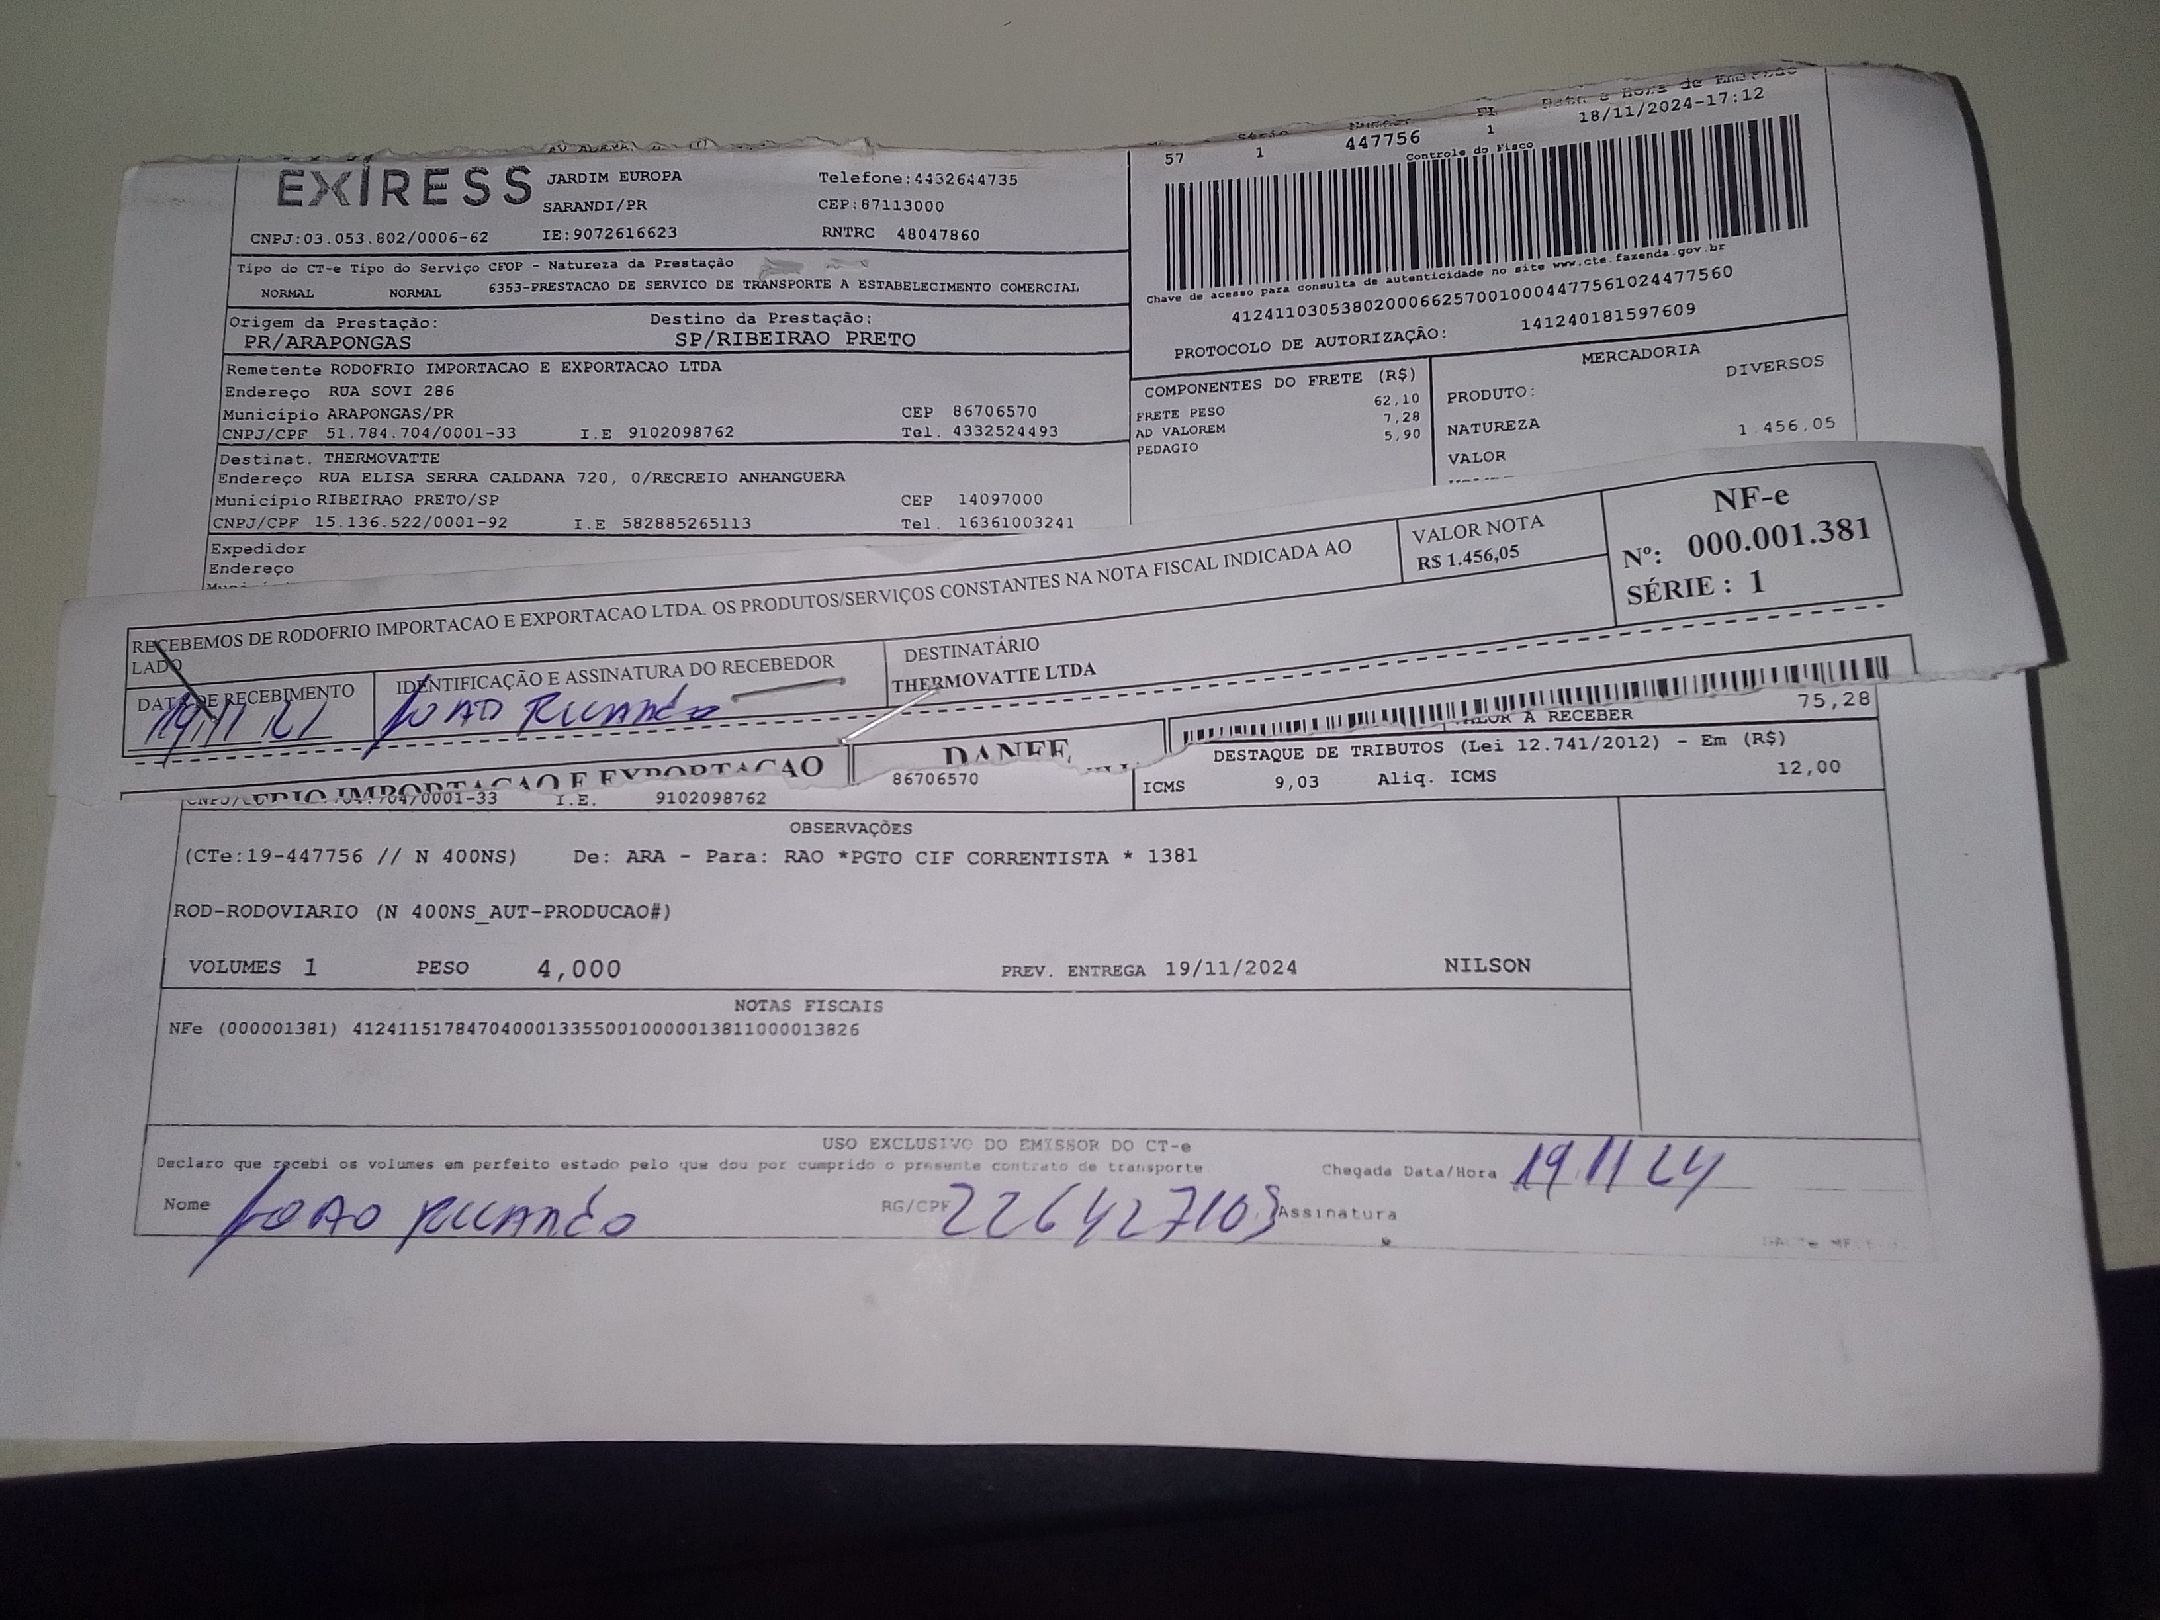 57 1 447756 1 18/11/2024-17:12
Controle do Fisco
EXPRESS JARDIM EUROPA Telefone:4432644735
SARANDI/PR CEP:87113000
CNPJ:03.053.802/0006-62 IE:9072616623 RNTRC 48047860
Tipo do CT-e Tipo do Serviço CFOP - Natureza da Prestação
NORMAL NORMAL 6353-PRESTACAO DE SERVICO DE TRANSPORTE A ESTABELECIMENTO COMERCIAL
Chave de acesso para consulta de autenticidade no site www.cte.fazenda.gov.br
41241103053802000662570010004477561024477560
PROTOCOLO DE AUTORIZAÇÃO: 141240181597609
Origem da Prestação: Destino da Prestação:
PR/ARAPONGAS SP/RIBEIRAO PRETO
Remetente RODOFRIO IMPORTACAO E EXPORTACAO LTDA
Endereço RUA SOVI 286
Município ARAPONGAS/PR CEP 86706570
CNPJ/CPF 51.784.704/0001-33 I.E 9102098762 Tel. 4332524493
Destinat. THERMOVATTE
Endereço RUA ELISA SERRA CALDANA 720, 0/RECREIO ANHANGUERA
Município RIBEIRAO PRETO/SP CEP 14097000
CNPJ/CPF 15.136.522/0001-92 I.E 582885265113 Tel. 16361003241
Expedidor
Endereço
COMPONENTES DO FRETE (R$)
FRETE PESO 62,10
AD VALOREM 7,28
PEDAGIO 5,90
MERCADORIA
PRODUTO: DIVERSOS
NATUREZA
VALOR 1.456,05
RECEBEMOS DE RODOFRIO IMPORTACAO E EXPORTACAO LTDA. OS PRODUTOS/SERVIÇOS CONSTANTES NA NOTA FISCAL INDICADA AO
LADO
VALOR NOTA
R$ 1.456,05
NF-e
Nº: 000.001.381
SÉRIE : 1
DATA DE RECEBIMENTO IDENTIFICAÇÃO E ASSINATURA DO RECEBEDOR DESTINATÁRIO
THERMOVATTE LTDA
JOAO RICARDO
IMPORTACAO E EXPORTACAO DANFE
VALOR A RECEBER 75,28
DESTAQUE DE TRIBUTOS (Lei 12.741/2012) - Em (R$)
86706570 ICMS 9,03 Aliq. ICMS 12,00
/0001-33 I.E. 9102098762
OBSERVAÇÕES
(CTe:19-447756 // N 400NS) De: ARA - Para: RAO *PGTO CIF CORRENTISTA * 1381
ROD-RODOVIARIO (N 400NS_AUT-PRODUCAO#)
VOLUMES 1 PESO 4,000 PREV. ENTREGA 19/11/2024 NILSON
NOTAS FISCAIS
NFe (000001381) 41241151784704000133550010000013811000013826
USO EXCLUSIVO DO EMISSOR DO CT-e
Declaro que recebi os volumes em perfeito estado pelo que dou por cumprido o presente contrato de transporte Chegada Data/Hora 19 11 24
Nome JOAO RICARDO RG/CPF 226427103 Assinatura